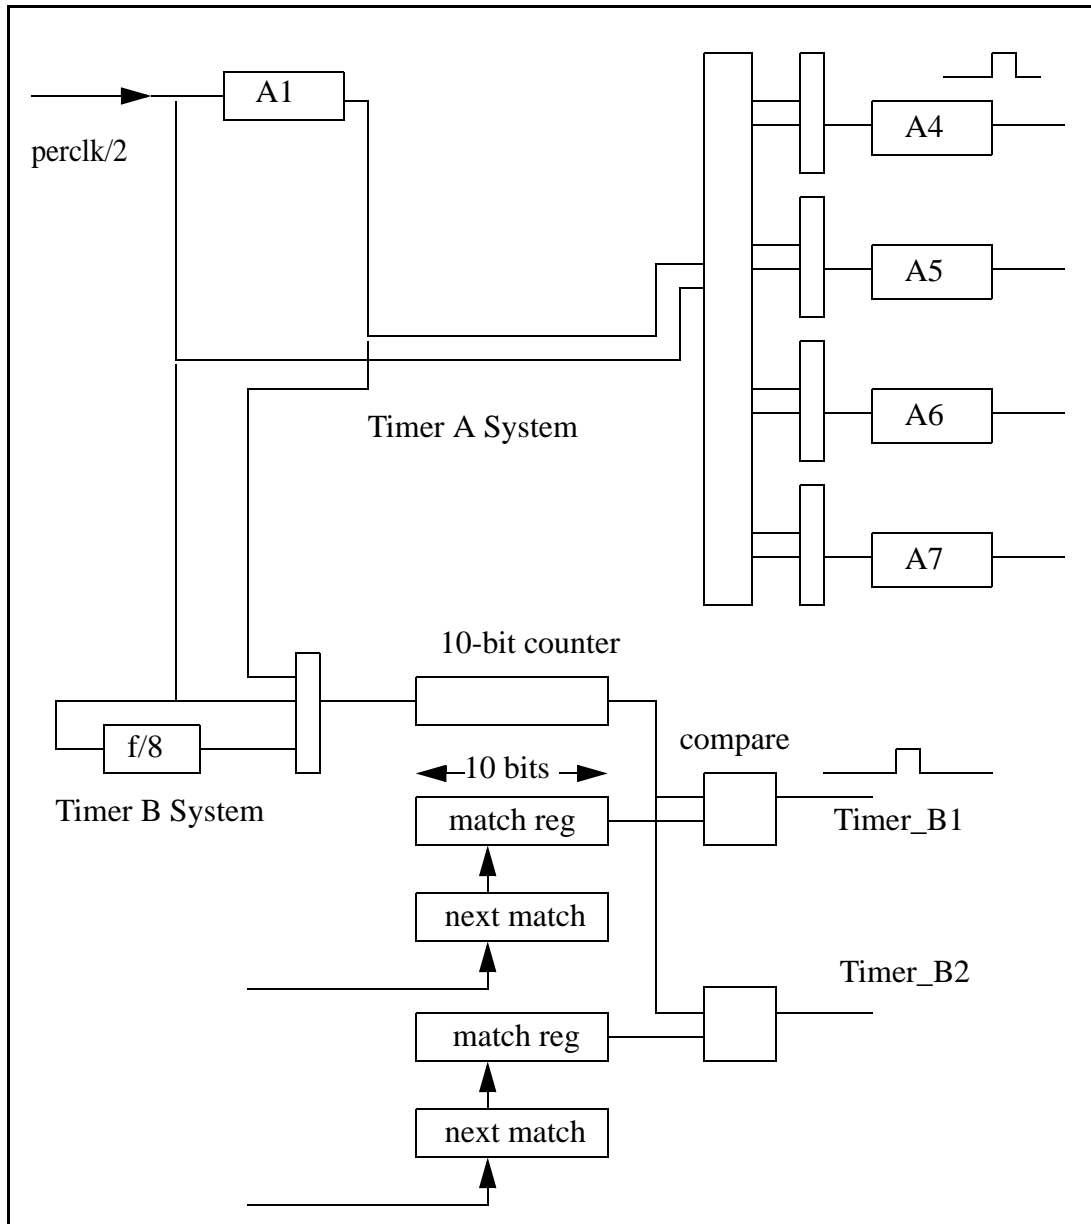 A1
perclk/2
A4
A5
A6
A7
Timer A System
10-bit counter
f/8
Timer B System
compare
10 bits
match reg
next match
Timer_B1
match reg
next match
Timer_B2